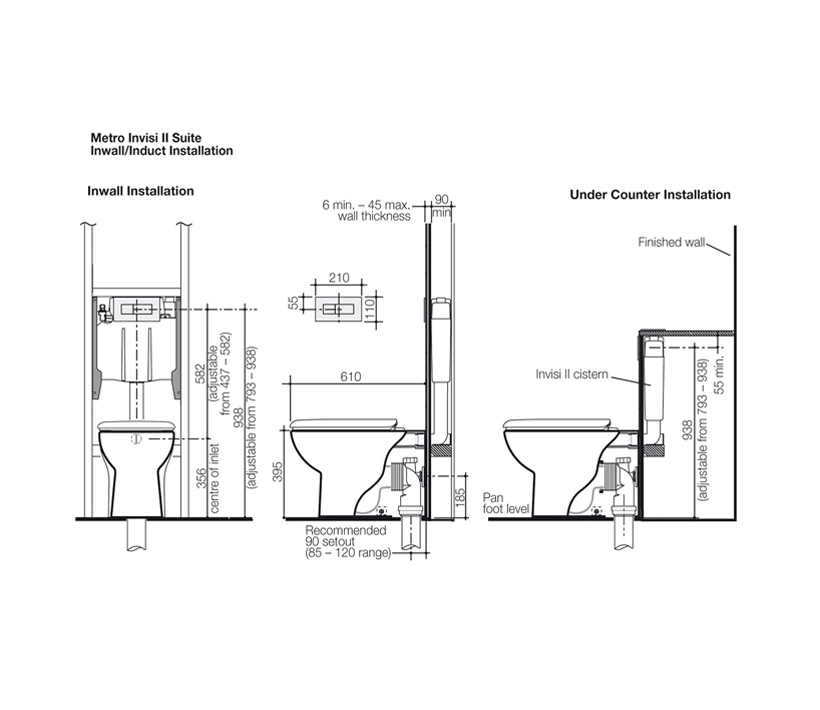 Metro Invisi II Suite
Inwall/Induct Installation
Inwall Installation
582
(adjustable
from 437 – 582)
938
(adjustable from 793 – 938)
356
centre of inlet
6 min. – 45 max.
wall thickness
90
min
210
55
110
610
395
185
Recommended
90 setout
(85 – 120 range)
Under Counter Installation
Finished wall
Invisi II cistern
55 min.
938
(adjustable from 793 – 938)
Pan
foot level